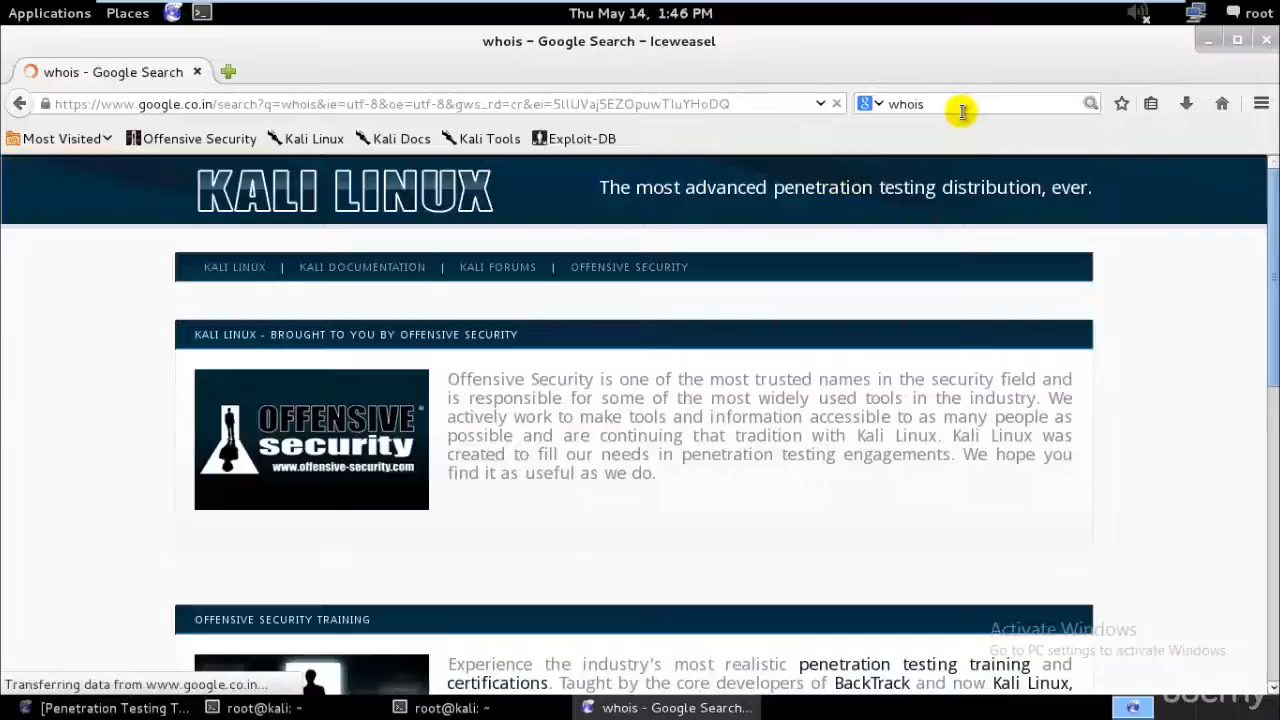 Applications Places Thu May 14, 1:46 PM root
whois - Google Search - Iceweasel
whois - Google Search
https://www.google.co.in/search?q=whois&ie=utf-8&oe=utf-8&gws_rd=cr&ei=5llUVaj5EZOpuwTIuYHoDQ whois
Most Visited Offensive Security Kali Linux Kali Docs Kali Tools Exploit-DB
KALI LINUX The most advanced penetration testing distribution, ever.
KALI LINUX | KALI DOCUMENTATION | KALI FORUMS | OFFENSIVE SECURITY
KALI LINUX - BROUGHT TO YOU BY OFFENSIVE SECURITY
OFFENSIVE
security
www.offensive-security.com
Offensive Security is one of the most trusted names in the security field and
is responsible for some of the most widely used tools in the industry. We
actively work to make tools and information accessible to as many people as
possible and are continuing that tradition with Kali Linux. Kali Linux was
created to fill our needs in penetration testing engagements. We hope you
find it as useful as we do.
OFFENSIVE SECURITY TRAINING
Activate Windows
Go to PC settings to activate Windows.
Experience the industry's most realistic penetration testing training and
certifications. Taught by the core developers of BackTrack and now Kali Linux,
Transferring data from www.google.co.in...
[Penetration Testing T... root@kali: ~ root@kali: ~ whois - Google Search...
udemy